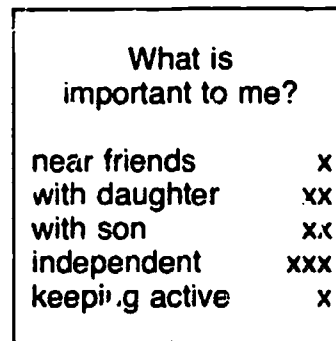 What is
important to me?
near friends x
with daughter xx
with son xx
independent xxx
keeping active x